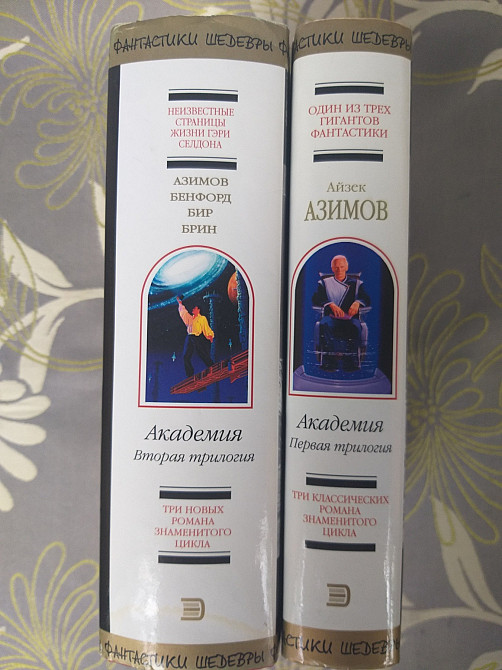 ФАНТАСТИКИ ШЕДЕВРЫ Ф
НЕИЗВЕСТНЫЕ
СТРАНИЦЫ
ЖИЗНИ ГЭРИ
СЕЛДОНА
АЗИМОВ
БЕНФОРД
БИР
БРИН
Академия
Вторая трилогия
ТРИ НОВЫХ
РОМАНА
ЗНАМЕНИТОГО
ЦИКЛА
Э
ФАНТАСТИКИ ШЕДЕВРЫ
НТАСТИКИ ШЕДЕВРЫ
ОДИН ИЗ ТРЕХ
ГИГАНТОВ
ФАНТАСТИКИ
Айзек
АЗИМОВ
Академия
Первая трилогия
ТРИ КЛАССИЧЕСКИХ
РОМАНА
ЗНАМЕНИТОГО
ЦИКЛА
Э
АСТИКИ ШЕДЕВРЫ